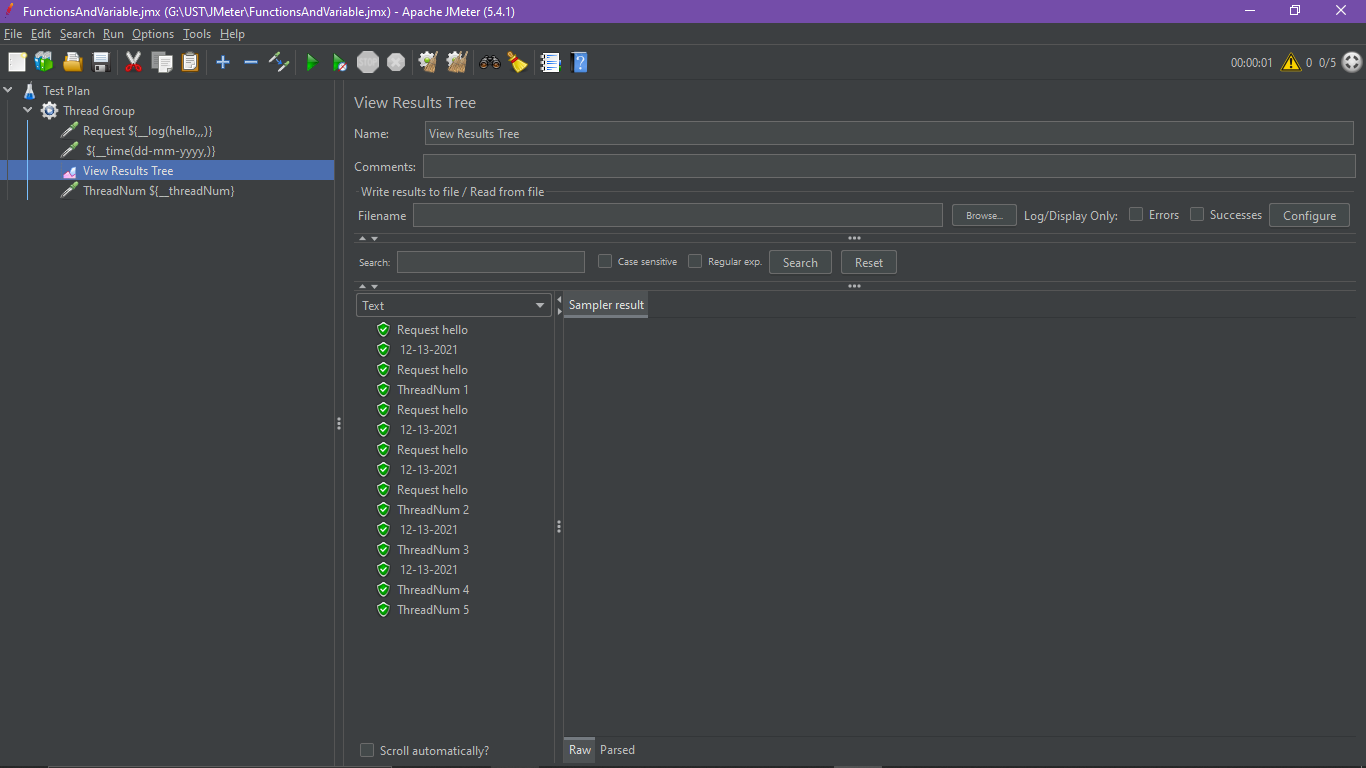 FunctionsAndVariable.jmx (G:\UST\JMeter\FunctionsAndVariable.jmx) - Apache JMeter (5.4.1)
File Edit Search Run Options Tools Help
STOP 00:00:01 0 0/5
Test Plan
Thread Group
Request ${__log(hello,,,)}
${__time(dd-mm-yyyy,)}
View Results Tree
ThreadNum ${__threadNum}
View Results Tree
Name: View Results Tree
Comments:
Write results to file / Read from file
Filename Browse... Log/Display Only: Errors Successes Configure
Search: Case sensitive Regular exp. Search Reset
Text
Sampler result
Request hello
12-13-2021
Request hello
ThreadNum 1
Request hello
12-13-2021
Request hello
12-13-2021
Request hello
ThreadNum 2
12-13-2021
ThreadNum 3
12-13-2021
ThreadNum 4
ThreadNum 5
Scroll automatically?
Raw Parsed